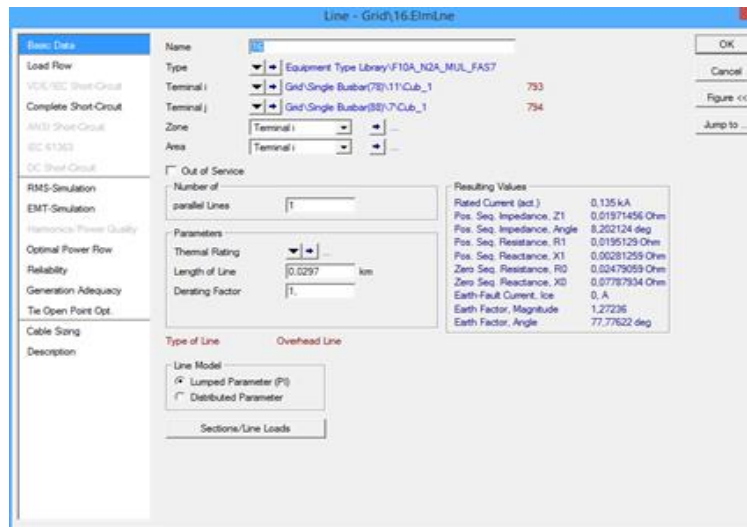 Line - Grid\16.ElmLne
Basic Data
Load Flow
VDE/IEC Short-Circuit
Complete Short-Circuit
ANSI Short-Circuit
IEC 61363
DC Short-Circuit
RMS-Simulation
EMT-Simulation
Harmonics/Power Quality
Optimal Power Flow
Reliability
Generation Adequacy
Tie Open Point Opt.
Cable Sizing
Description
Name 16
Type Equipment Type Library\F10A_N2A_MUL_FAS7
Terminal i Grid\Single Busbar(78)\11\Cub_1 793
Terminal j Grid\Single Busbar(88)\7\Cub_1 794
Zone Terminal i ...
Area Terminal i ...
Out of Service
Number of
parallel Lines 1
Parameters
Thermal Rating ...
Length of Line 0,0297 km
Derating Factor 1,
Resulting Values
Rated Current (act.) 0,135 kA
Pos. Seq. Impedance, Z1 0,01971456 Ohm
Pos. Seq. Impedance, Angle 8,202124 deg
Pos. Seq. Resistance, R1 0,0195129 Ohm
Pos. Seq. Reactance, X1 0,00281259 Ohm
Zero Seq. Resistance, R0 0,02479059 Ohm
Zero Seq. Reactance, X0 0,07787934 Ohm
Earth-Fault Current, Ice 0, A
Earth Factor, Magnitude 1,27236
Earth Factor, Angle 77,77622 deg
Type of Line Overhead Line
Line Model
Lumped Parameter (PI)
Distributed Parameter
Sections/Line Loads
OK
Cancel
Figure <<
Jump to ...